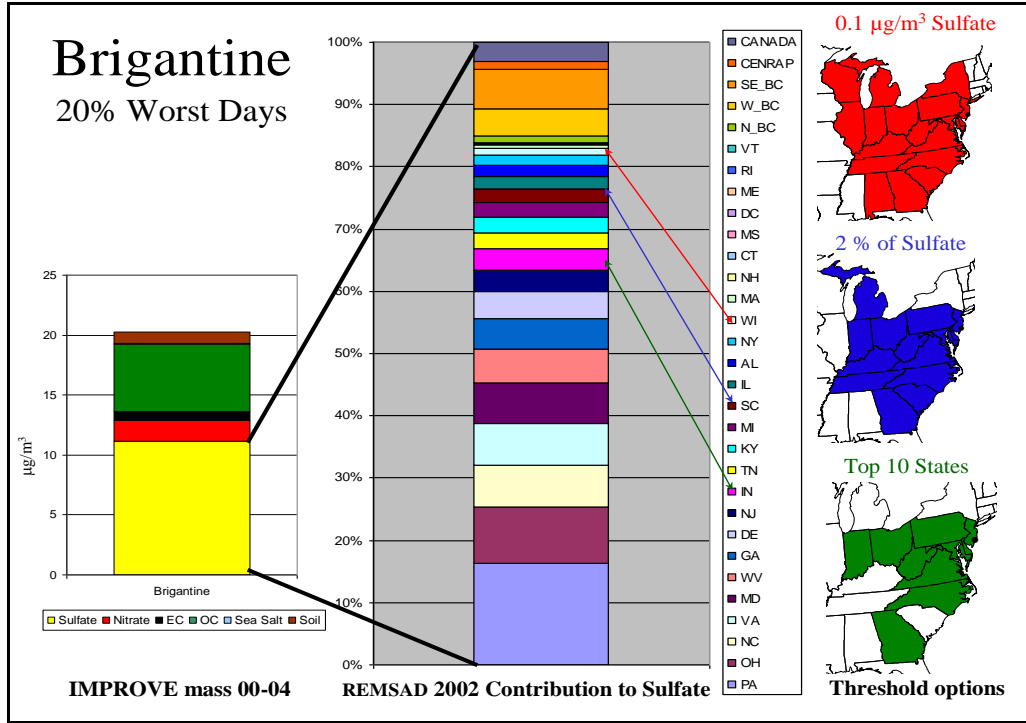 Brigantine
20% Worst Days
25
20
15
10
5
0
µg/m³
Brigantine
Sulfate Nitrate EC OC Sea Salt Soil
IMPROVE mass 00-04
100%
90%
80%
70%
60%
50%
40%
30%
20%
10%
0%
REMSAD 2002 Contribution to Sulfate
CANADA
CENRAP
SE_BC
W_BC
N_BC
VT
RI
ME
DC
MS
CT
NH
MA
WI
NY
AL
IL
SC
MI
KY
TN
IN
NJ
DE
GA
WV
MD
VA
NC
OH
PA
0.1 µg/m³ Sulfate
2 % of Sulfate
Top 10 States
Threshold options